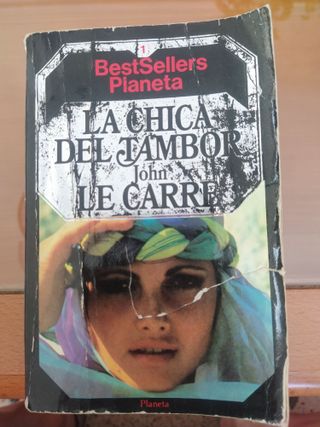 1
BestSellers
Planeta
LA CHICA
DEL TAMBOR
John
LE CARRE
Planeta